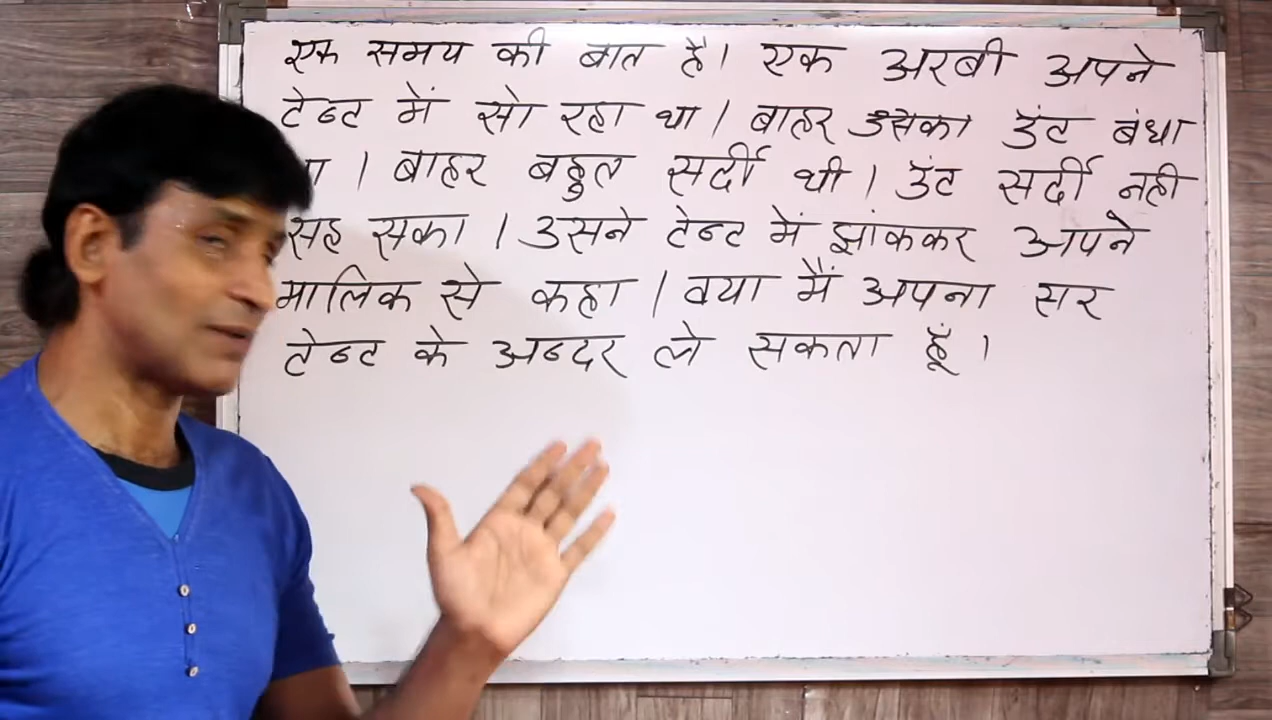 एक समय की बात है। एक अरबी अपने
टेन्ट में सो रहा था। बाहर उसका उंट बंधा
। बाहर बहुत सर्दी थी। उंट सर्दी नही
सह सका । उसने टेन्ट में झांककर अपने
मालिक से कहा । क्या मैं अपना सर
टेन्ट के अन्दर ले सकता हूँ ।